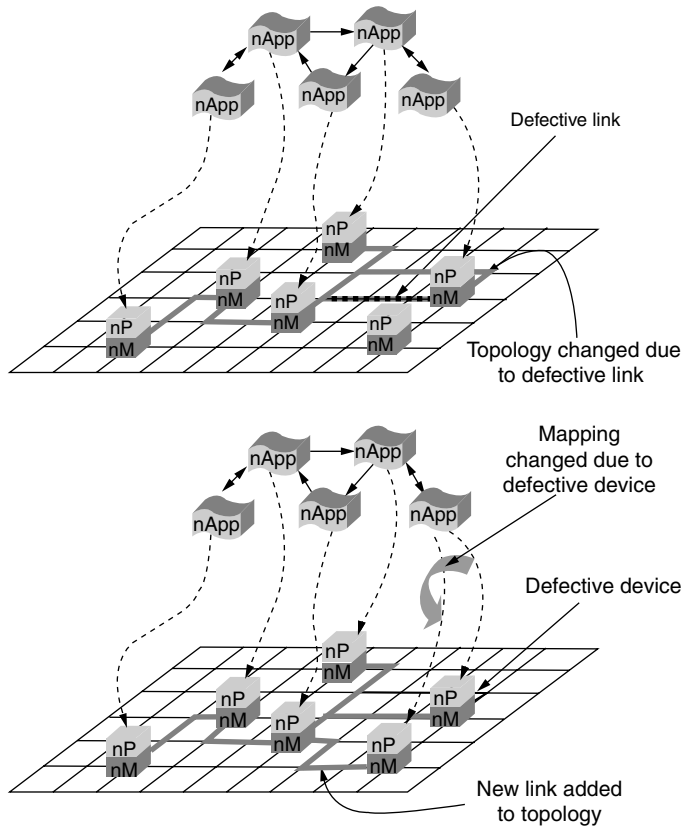 nApp
nApp
nApp
nApp
nApp
Defective link
nP
nM
nP
nM
nP
nM
nP
nM
nP
nM
nP
nM
Topology changed due
to defective link
Mapping
changed due to
defective device
nApp
nApp
nApp
nApp
nApp
Defective device
nP
nM
nP
nM
nP
nM
nP
nM
nP
nM
nP
nM
New link added
to topology